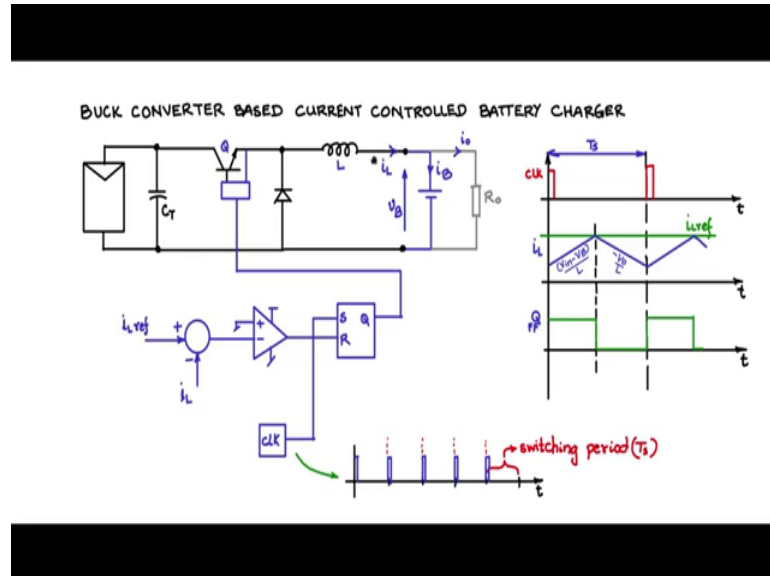 BUCK CONVERTER BASED CURRENT CONTROLLED BATTERY CHARGER
Q
L
iL
io
iB
CT
VB
Ro
iLref
+
-
iL
+
-
S Q
R
CLK
Ts
CLK
t
iLref
iL
(Vin-VB)/L
-VB/L
t
Q
FF
t
switching period (Ts)
t